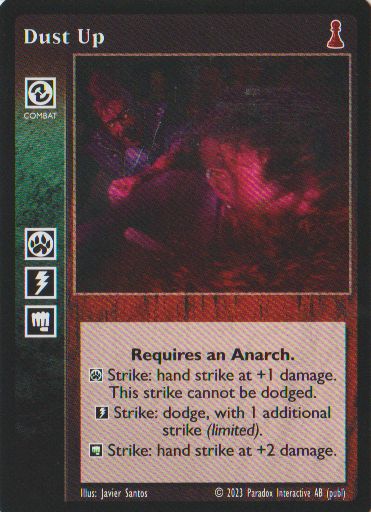 Dust Up
COMBAT
Requires an Anarch.
Strike: hand strike at +1 damage.
This strike cannot be dodged.
Strike: dodge, with 1 additional
strike (limited).
Strike: hand strike at +2 damage.
Illus: Javier Santos © 2023 Paradox Interactive AB (publ)